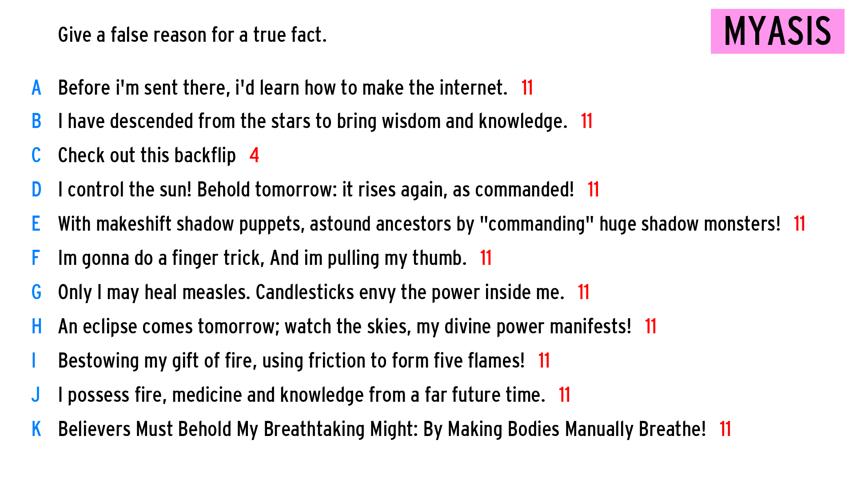 Give a false reason for a true fact.
MYASIS
A Before i'm sent there, i'd learn how to make the internet. 11
B I have descended from the stars to bring wisdom and knowledge. 11
C Check out this backflip 4
D I control the sun! Behold tomorrow: it rises again, as commanded! 11
E With makeshift shadow puppets, astound ancestors by "commanding" huge shadow monsters! 11
F Im gonna do a finger trick, And im pulling my thumb. 11
G Only I may heal measles. Candlesticks envy the power inside me. 11
H An eclipse comes tomorrow; watch the skies, my divine power manifests! 11
I Bestowing my gift of fire, using friction to form five flames! 11
J I possess fire, medicine and knowledge from a far future time. 11
K Believers Must Behold My Breathtaking Might: By Making Bodies Manually Breathe! 11